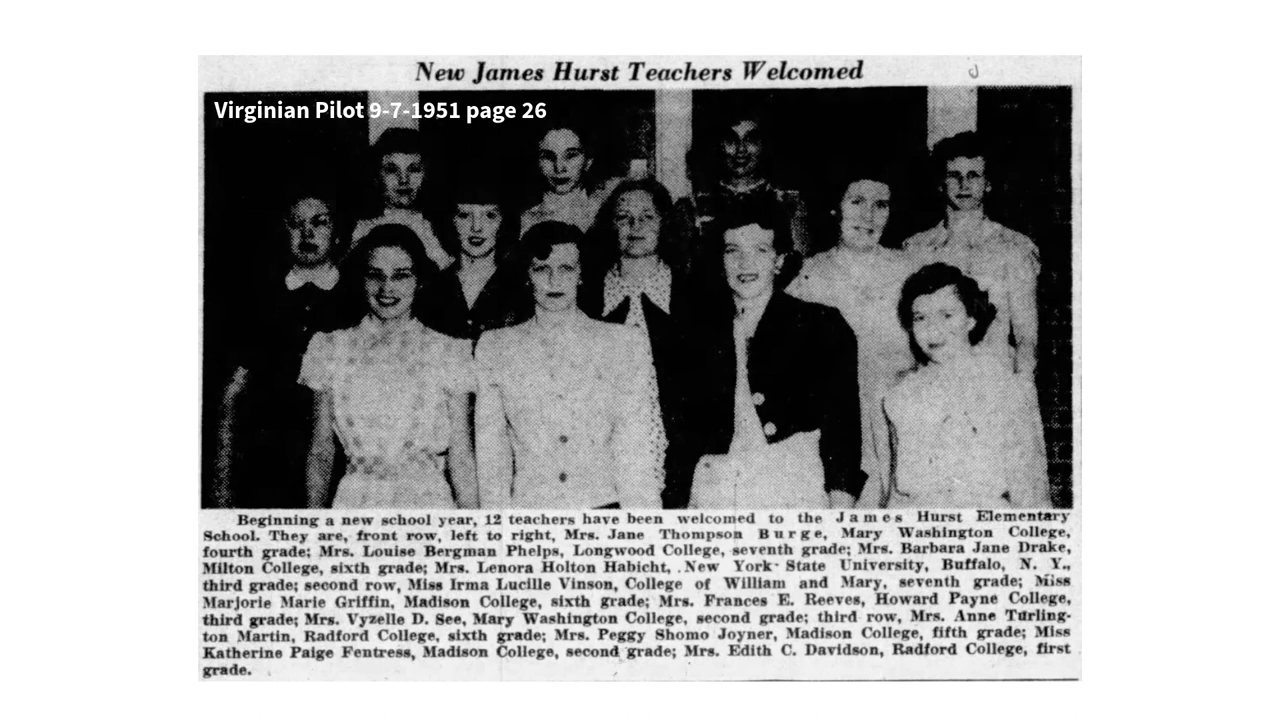 New James Hurst Teachers Welcomed
Virginian Pilot 9-7-1951 page 26
Beginning a new school year, 12 teachers have been welcomed to the James Hurst Elementary
School. They are, front row, left to right, Mrs. Jane Thompson Burge, Mary Washington College,
fourth grade; Mrs. Louise Bergman Phelps, Longwood College, seventh grade; Mrs. Barbara Jane Drake,
Milton College, sixth grade; Mrs. Lenora Holton Habicht, New York State University, Buffalo, N. Y.,
third grade; second row, Miss Irma Lucille Vinson, College of William and Mary, seventh grade; Miss
Marjorie Marie Griffin, Madison College, sixth grade; Mrs. Frances E. Reeves, Howard Payne College,
third grade; Mrs. Vyzelle D. See, Mary Washington College, second grade; third row, Mrs. Anne Turling-
ton Martin, Radford College, sixth grade; Mrs. Peggy Shomo Joyner, Madison College, fifth grade; Miss
Katherine Paige Fentress, Madison College, second grade; Mrs. Edith C. Davidson, Radford College, first
grade.